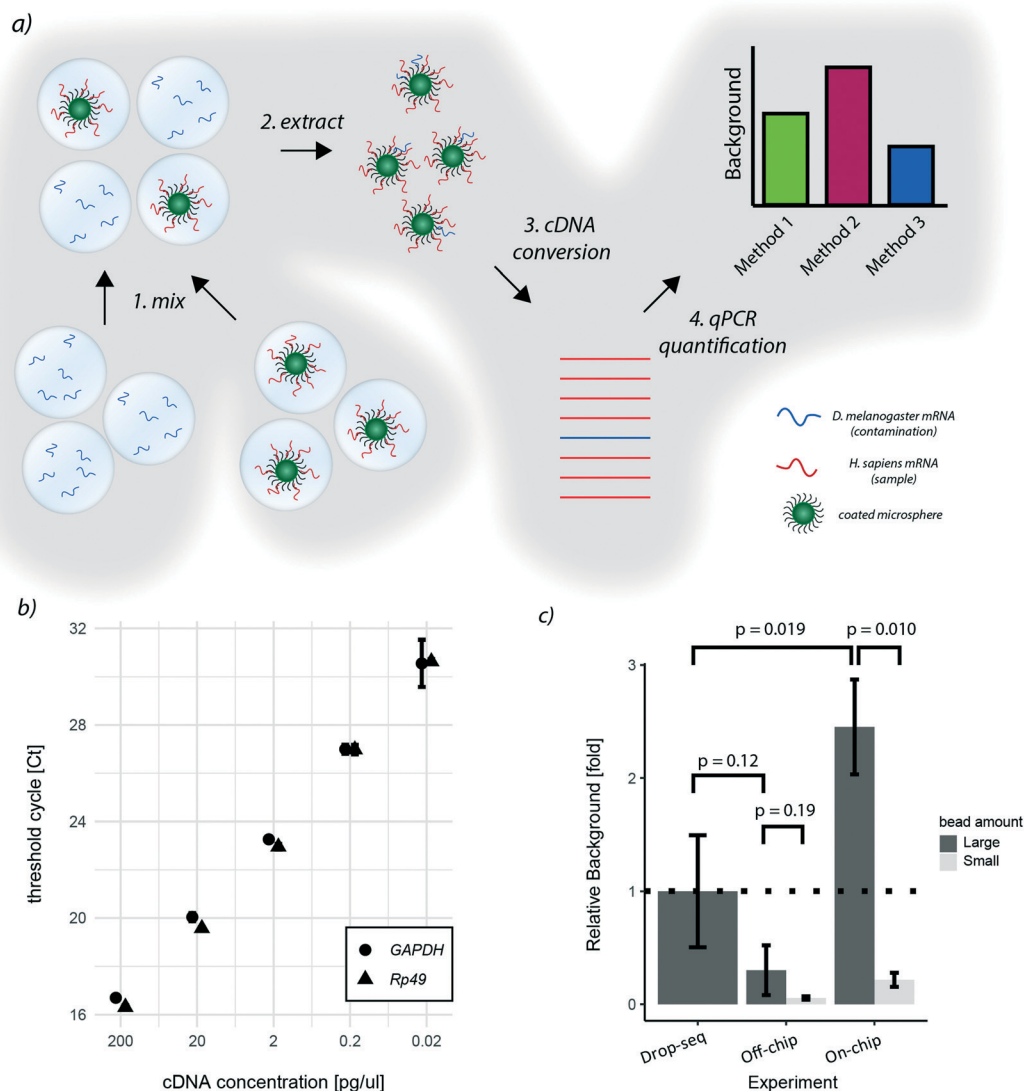 a)
2. extract
1. mix
3. cDNA
conversion
4. qPCR
quantification
Background
Method 1
Method 2
Method 3
D. melanogaster mRNA
(contamination)
H. sapiens mRNA
(sample)
coated microsphere
b)
threshold cycle [Ct]
32
28
24
20
16
200
20
2
0.2
0.02
cDNA concentration [pg/ul]
GAPDH
Rp49
c)
p = 0.019
p = 0.010
p = 0.12
p = 0.19
Relative Background [fold]
3
2
1
0
Drop-seq
Off-chip
On-chip
Experiment
bead amount
Large
Small